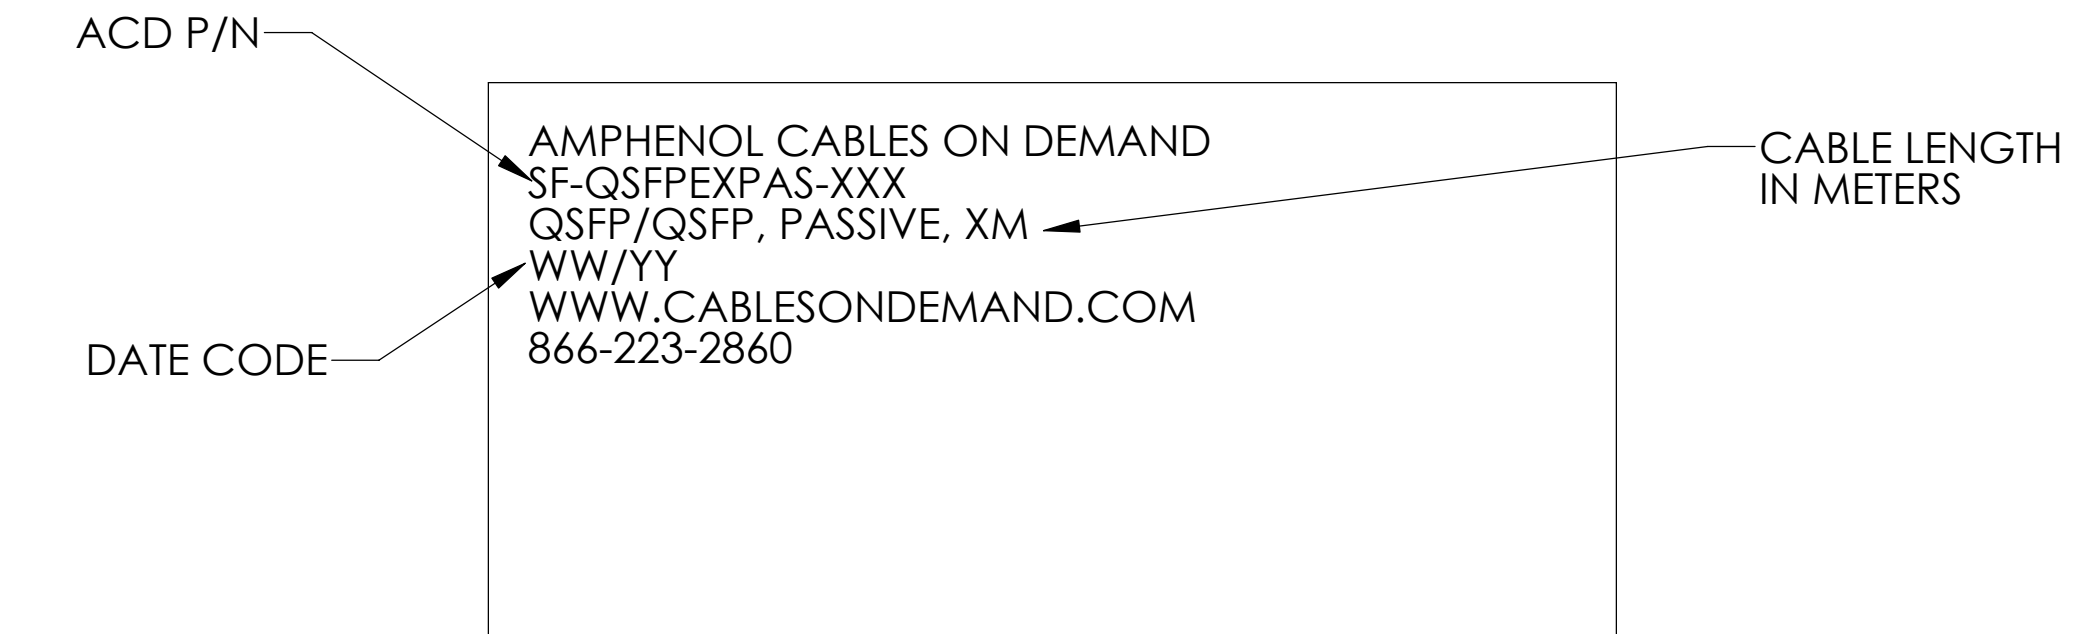 ACD P/N
AMPHENOL CABLES ON DEMAND
SF-QSFPEXPAS-XXX
QSFP/QSFP, PASSIVE, XM
WW/YY
WWW.CABLESONDEMAND.COM
866-223-2860
CABLE LENGTH
IN METERS
DATE CODE